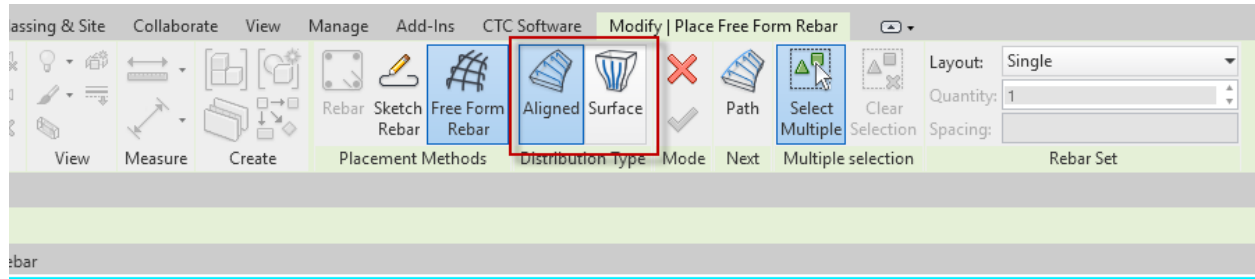 assing & Site Collaborate View Manage Add-Ins CTC Software Modify | Place Free Form Rebar
Rebar Sketch Rebar Free Form Rebar Aligned Surface Path Select Multiple Clear Selection
Layout: Single
Quantity: 1
Spacing:
View Measure Create Placement Methods Distribution Type Mode Next Multiple selection Rebar Set
ebar